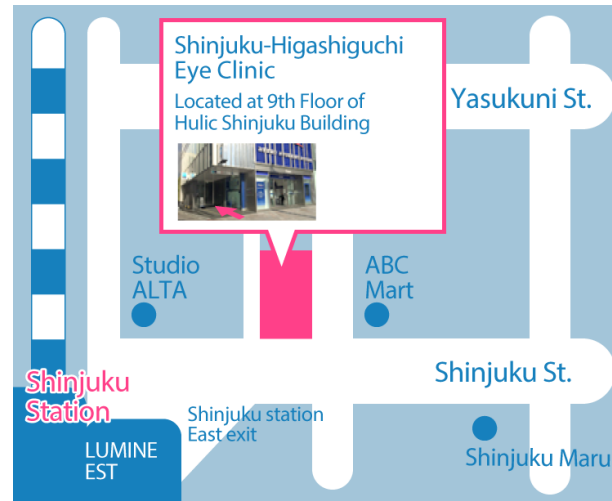 Shinjuku-Higashiguchi
Eye Clinic
Located at 9th Floor of
Hulic Shinjuku Building
Yasukuni St.
Studio
ALTA
ABC
Mart
Shinjuku
Station
Shinjuku St.
Shinjuku station
East exit
LUMINE
EST
Shinjuku Maru